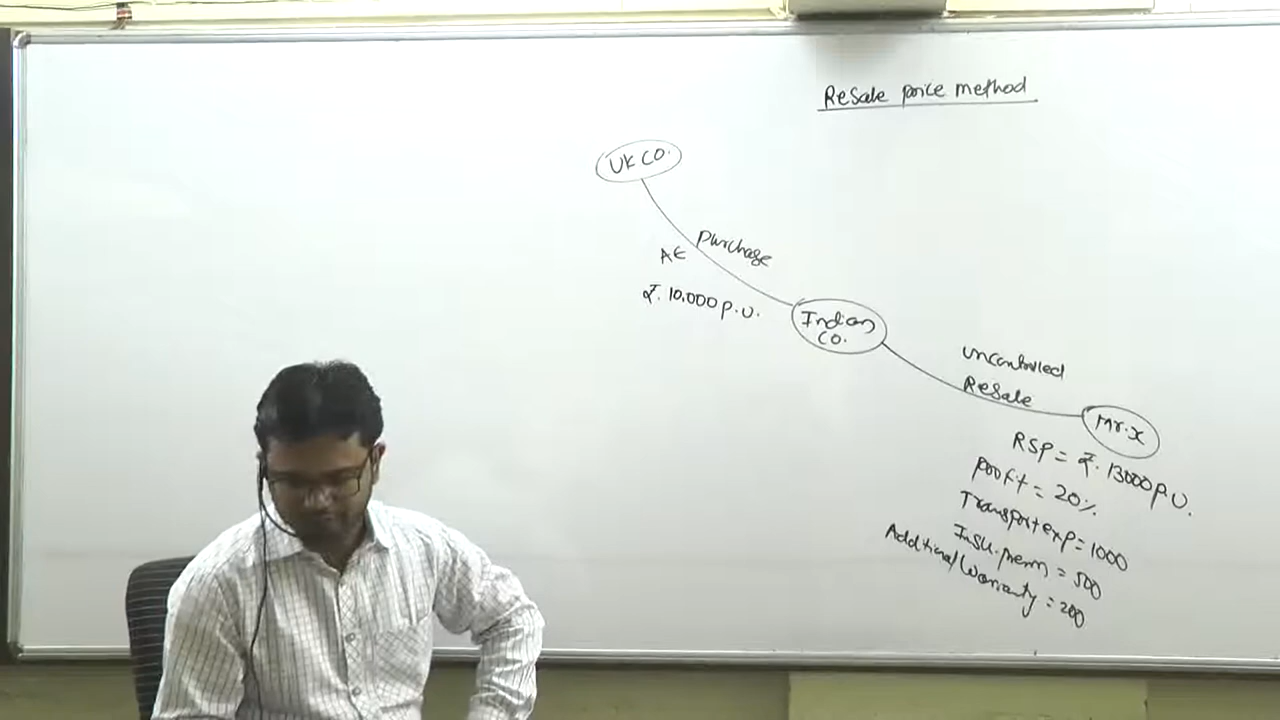 Resale price method
UK CO.
Purchase
AE
₹. 10,000 p.u.
Indian
CO.
uncontrolled
Resale
Mr. X
RSP = ₹. 13000 p.u.
profit = 20%
Transport exp = 1000
Insu. prem = 500
Additional Warranty = 200